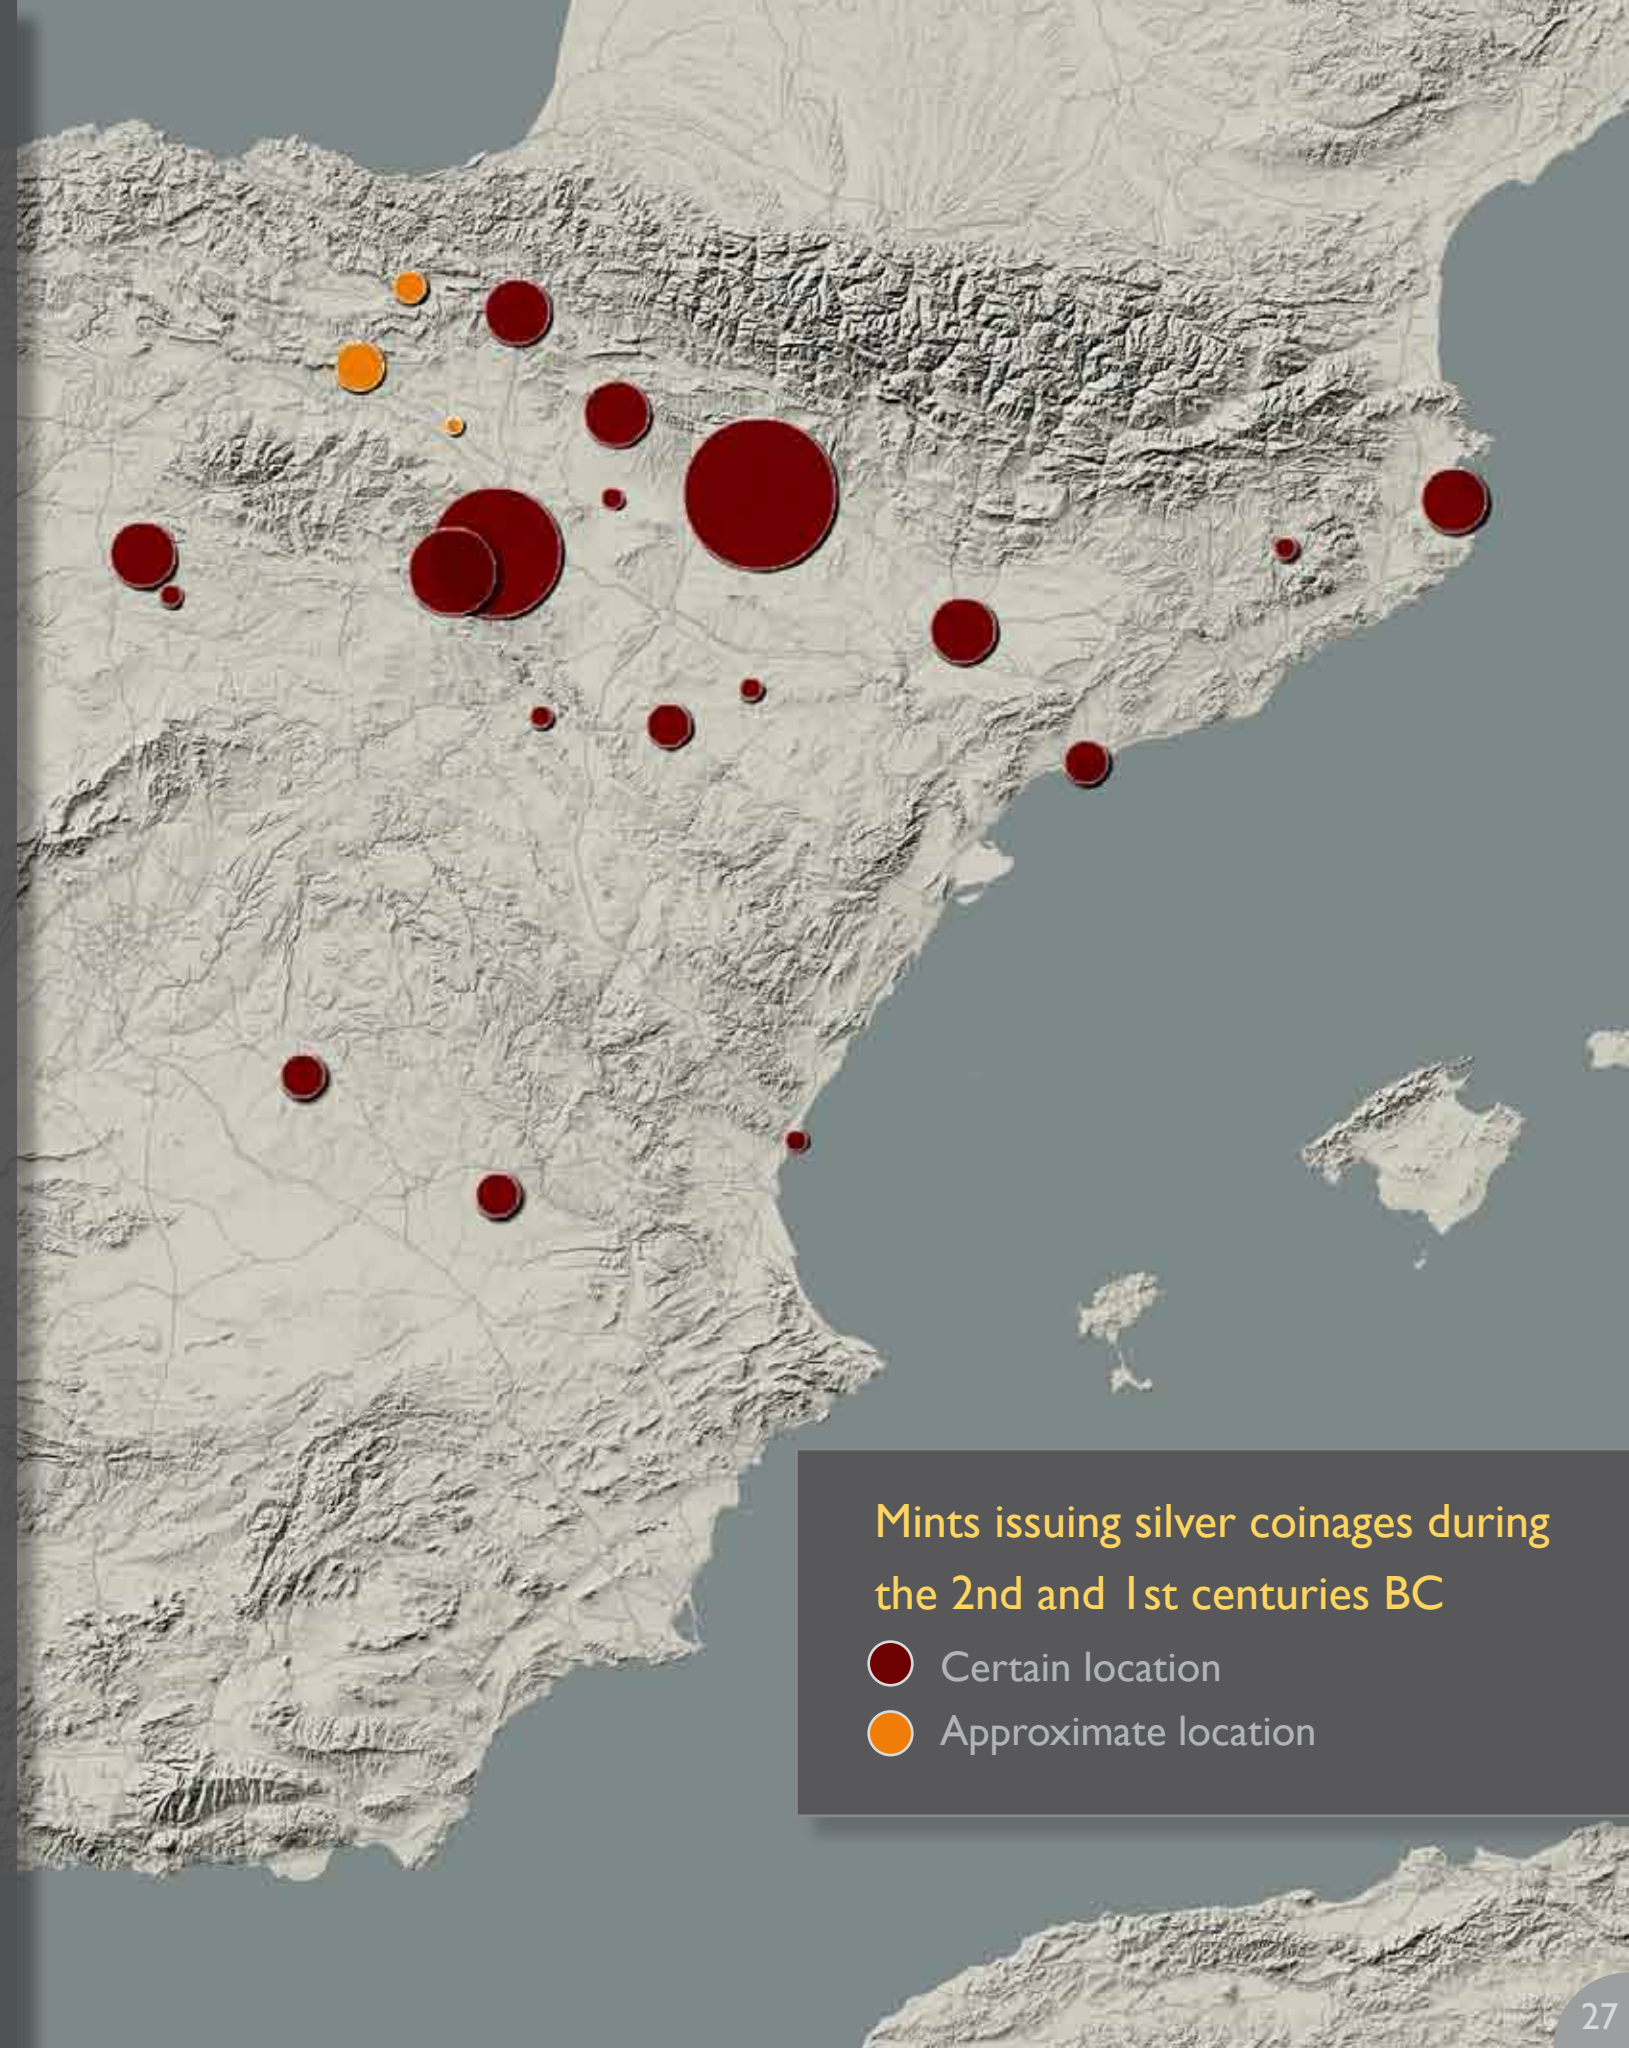 Mints issuing silver coinages during
the 2nd and 1st centuries BC
Certain location
Approximate location
27